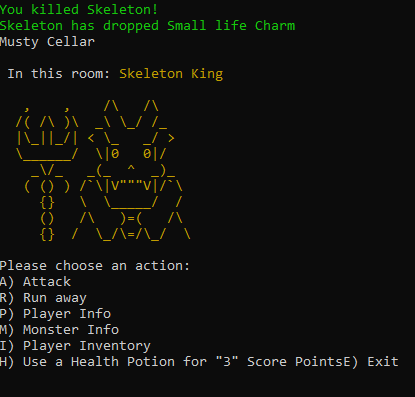 You killed Skeleton!
Skeleton has dropped Small life Charm
Musty Cellar
In this room: Skeleton King
Please choose an action:
A) Attack
R) Run away
P) Player Info
M) Monster Info
I) Player Inventory
H) Use a Health Potion for "3" Score PointsE) Exit